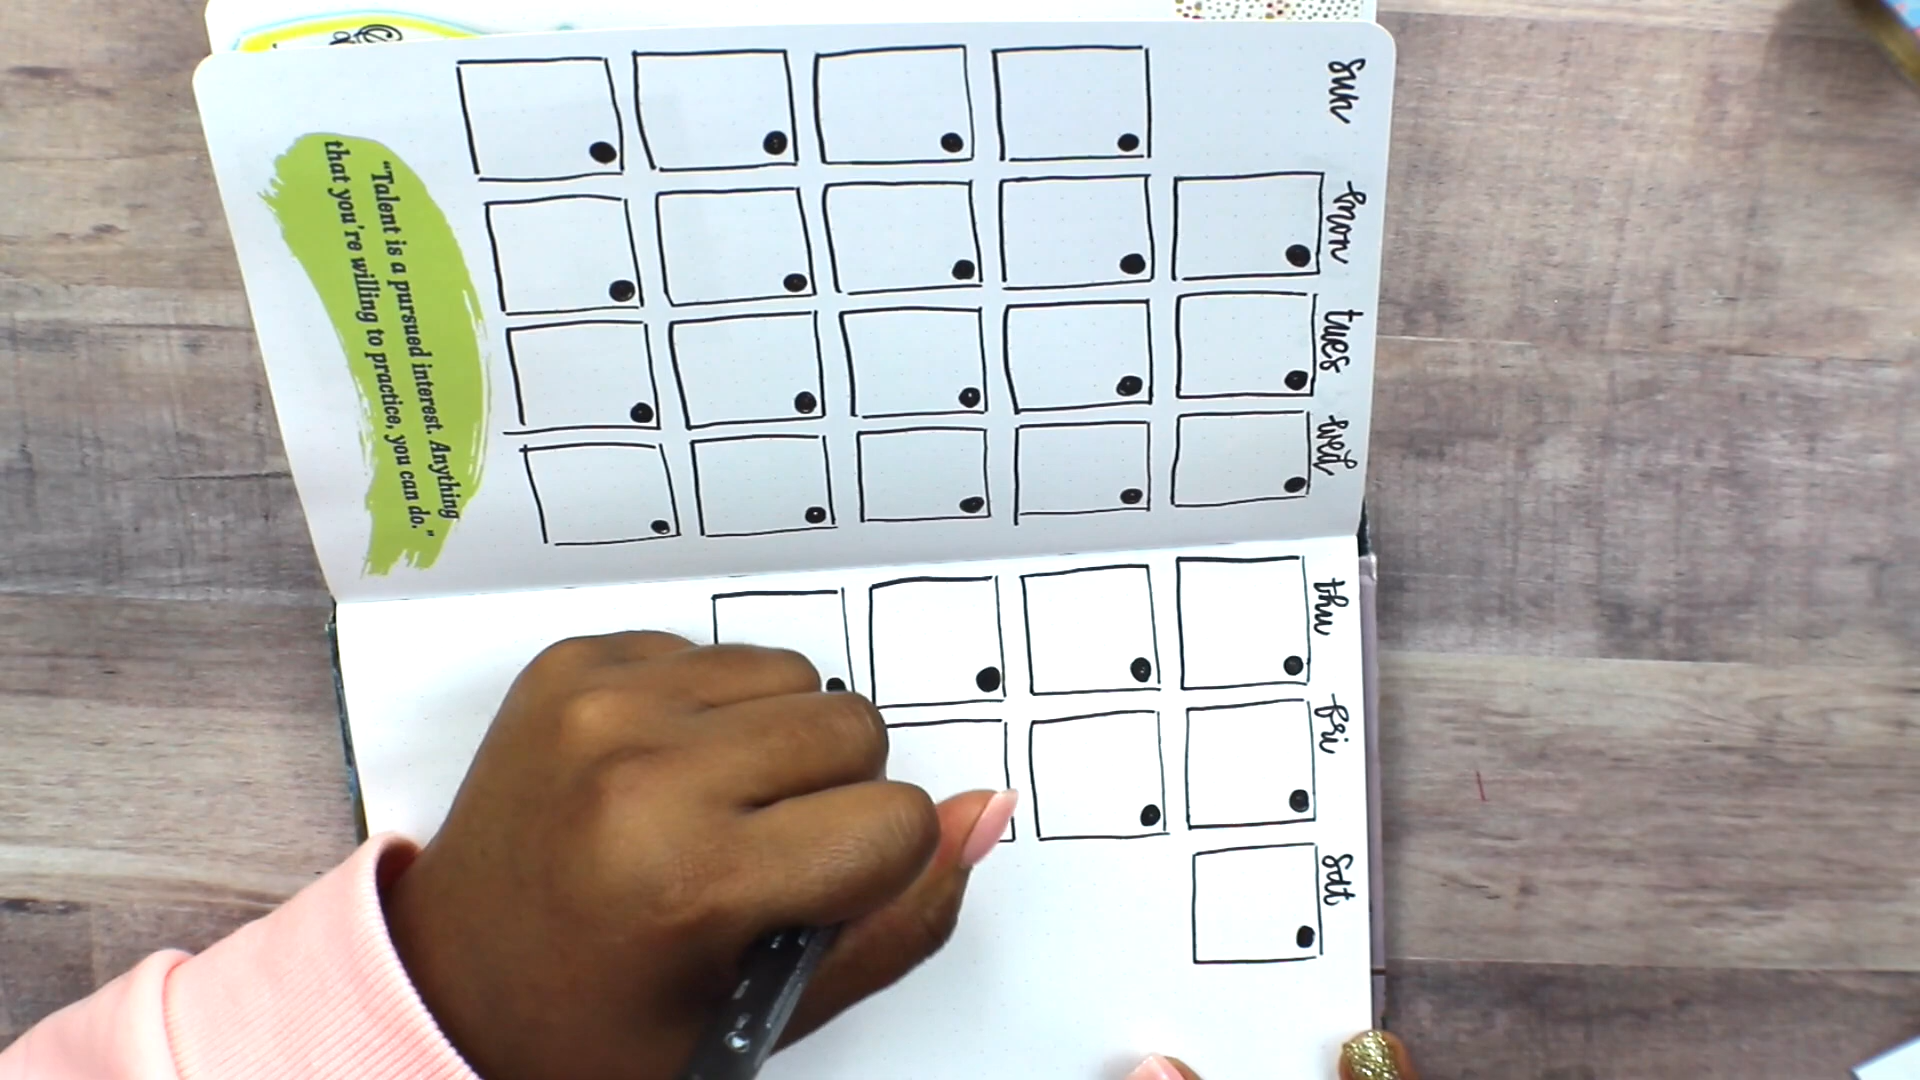 sun
mon
tues
wed
thu
fri
sat
"Talent is a pursued interest. Anything
that you're willing to practice, you can do."